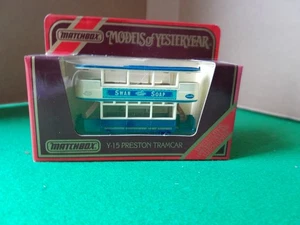 MATCHBOX
MODELS of YESTERYEAR
SWAN SOAP
MATCHBOX
Y-15 PRESTON TRAMCAR